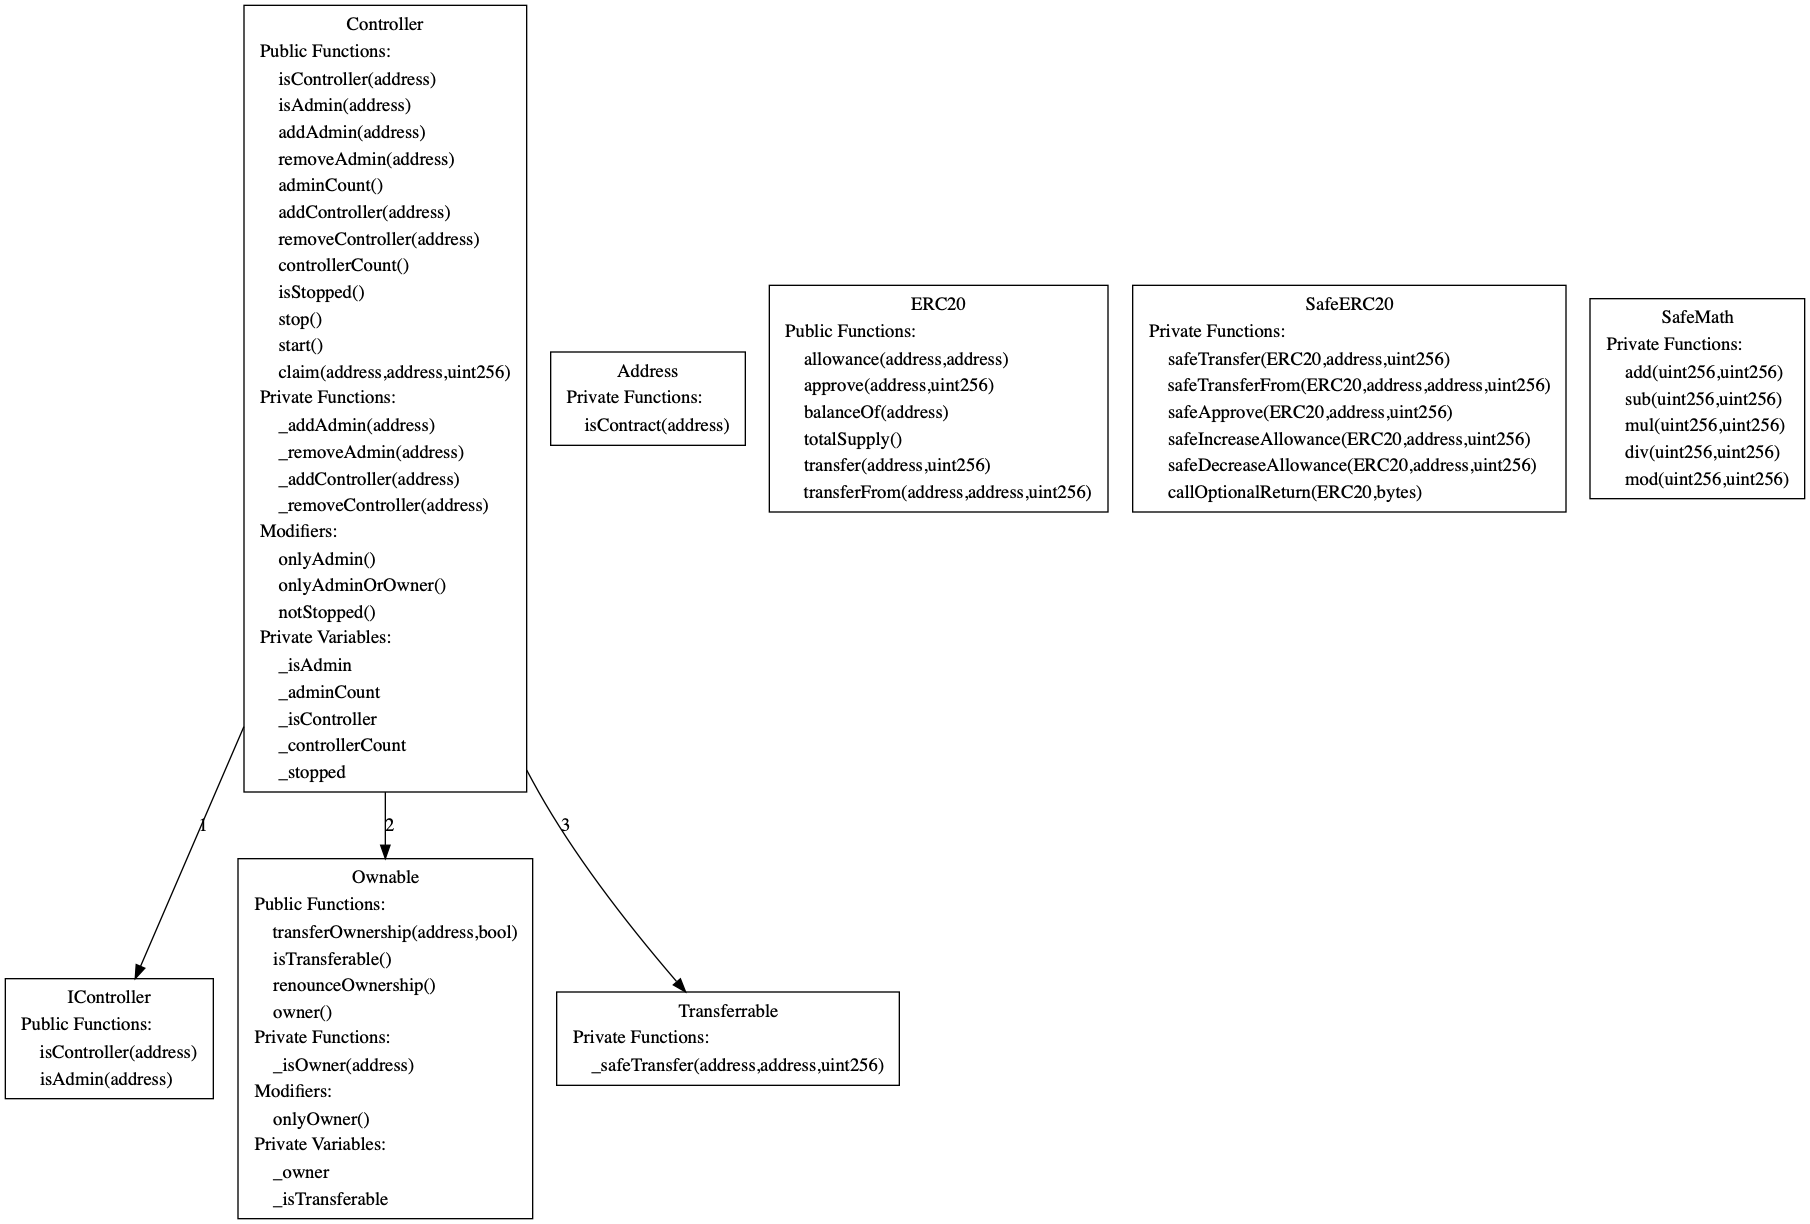 Controller
Public Functions:
isController(address)
isAdmin(address)
addAdmin(address)
removeAdmin(address)
adminCount()
addController(address)
removeController(address)
controllerCount()
isStopped()
stop()
start()
claim(address,address,uint256)
Private Functions:
_addAdmin(address)
_removeAdmin(address)
_addController(address)
_removeController(address)
Modifiers:
onlyAdmin()
onlyAdminOrOwner()
notStopped()
Private Variables:
_isAdmin
_adminCount
_isController
_controllerCount
_stopped
Address
Private Functions:
isContract(address)
ERC20
Public Functions:
allowance(address,address)
approve(address,uint256)
balanceOf(address)
totalSupply()
transfer(address,uint256)
transferFrom(address,address,uint256)
SafeERC20
Private Functions:
safeTransfer(ERC20,address,uint256)
safeTransferFrom(ERC20,address,address,uint256)
safeApprove(ERC20,address,uint256)
safeIncreaseAllowance(ERC20,address,uint256)
safeDecreaseAllowance(ERC20,address,uint256)
callOptionalReturn(ERC20,bytes)
SafeMath
Private Functions:
add(uint256,uint256)
sub(uint256,uint256)
mul(uint256,uint256)
div(uint256,uint256)
mod(uint256,uint256)
1
2
3
IController
Public Functions:
isController(address)
isAdmin(address)
Ownable
Public Functions:
transferOwnership(address,bool)
isTransferable()
renounceOwnership()
owner()
Private Functions:
_isOwner(address)
Modifiers:
onlyOwner()
Private Variables:
_owner
_isTransferable
Transferrable
Private Functions:
_safeTransfer(address,address,uint256)